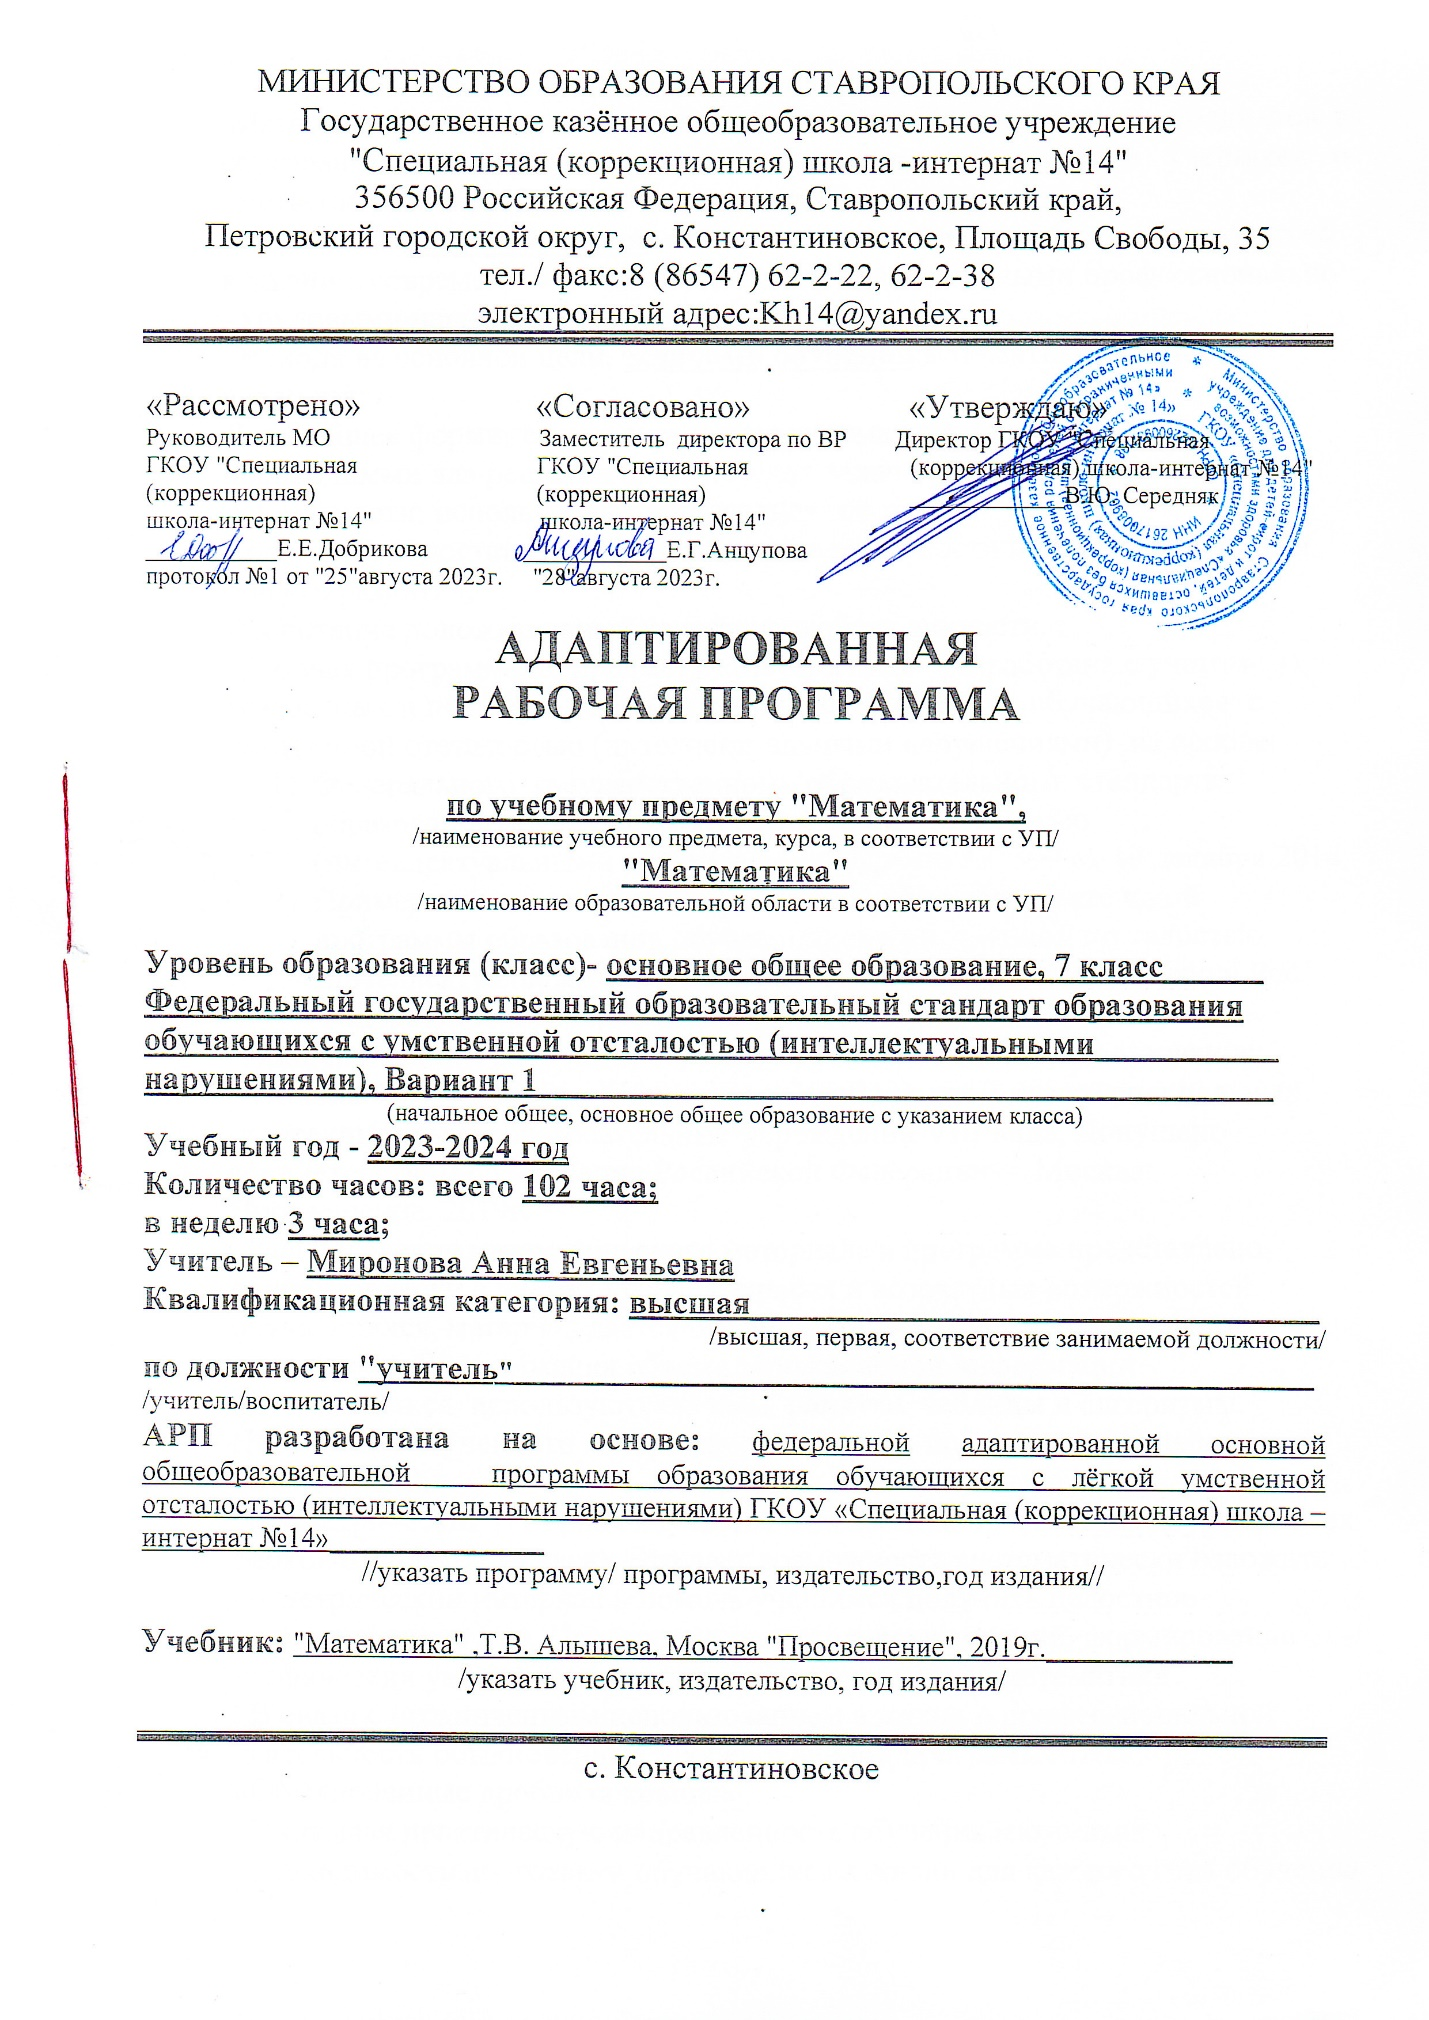 МИНИСТЕРСТВО ОБРАЗОВАНИЯ СТАВРОПОЛЬСКОГО КРАЯ
Государственное казённое общеобразовательное учреждение
"Специальная (коррекционная) школа -интернат №14"
356500 Российская Федерация, Ставропольский край,
Петровский городской округ,  с. Константиновское, Площадь Свободы, 35
тел./ факс:8 (86547) 62-2-22, 62-2-38
электронный адрес:Kh14@yandex.ru
«Рассмотрено»
Руководитель МО
ГКОУ "Специальная
(коррекционная)
школа-интернат №14"
Е.Е.Добрикова
протокол №1 от "25"августа 2023г.
«Согласовано»
Заместитель  директора по ВР
ГКОУ "Специальная
(коррекционная)
школа-интернат №14"
Е.Г.Анцупова
"28"августа 2023г.
«Утверждаю»
Директор ГКОУ "Специальная
(коррекционная) школа-интернат №14"
В.Ю. Середняк
АДАПТИРОВАННАЯ
РАБОЧАЯ ПРОГРАММА
по учебному предмету "Математика",
/наименование учебного предмета, курса, в соответствии с УП/
"Математика"
/наименование образовательной области в соответствии с УП/
Уровень образования (класс)- основное общее образование, 7 класс
Федеральный государственный образовательный стандарт образования
обучающихся с умственной отсталостью (интеллектуальными
нарушениями), Вариант 1
(начальное общее, основное общее образование с указанием класса)
Учебный год - 2023-2024 год
Количество часов: всего 102 часа;
в неделю 3 часа;
Учитель – Миронова Анна Евгеньевна
Квалификационная категория: высшая
/высшая, первая, соответствие занимаемой должности/
по должности "учитель"
/учитель/воспитатель/
АРП разработана на основе: федеральной адаптированной основной
общеобразовательной программы образования обучающихся с лёгкой умственной
отсталостью (интеллектуальными нарушениями) ГКОУ «Специальная (коррекционная) школа –
интернат №14»
//указать программу/ программы, издательство,год издания//
Учебник: "Математика" ,Т.В. Алышева, Москва "Просвещение", 2019г.
/указать учебник, издательство, год издания/
с. Константиновское